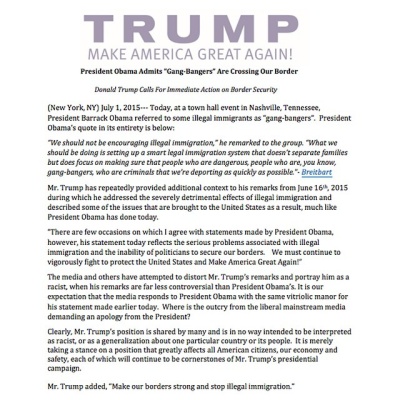 TRUMP
MAKE AMERICA GREAT AGAIN!
President Obama Admits "Gang-Bangers" Are Crossing Our Border
Donald Trump Calls For Immediate Action on Border Security
(New York, NY) July 1, 2015--- Today, at a town hall event in Nashville, Tennessee,
President Barrack Obama referred to some illegal immigrants as "gang-bangers". President
Obama's quote in its entirety is below:
"We should not be encouraging illegal immigration," he remarked to the group. "What we
should be doing is setting up a smart legal immigration system that doesn't separate families
but does focus on making sure that people who are dangerous, people who are, you know,
gang-bangers, who are criminals that we're deporting as quickly as possible."- Breitbart
Mr. Trump has repeatedly provided additional context to his remarks from June 16th, 2015
during which he addressed the severely detrimental effects of illegal immigration and
described some of the issues that are brought to the United States as a result, much like
President Obama has done today.
"There are few occasions on which I agree with statements made by President Obama,
however, his statement today reflects the serious problems associated with illegal
immigration and the inability of politicians to secure our borders. We must continue to
vigorously fight to protect the United States and Make America Great Again!"
The media and others have attempted to distort Mr. Trump's remarks and portray him as a
racist, when his remarks are far less controversial than President Obama's. It is our
expectation that the media responds to President Obama with the same vitriolic manor for
his statement made earlier today. Where is the outcry from the liberal mainstream media
demanding an apology from the President?
Clearly, Mr. Trump's position is shared by many and is in no way intended to be interpreted
as racist, or as a generalization about one particular country or its people. It is merely
taking a stance on a position that greatly affects all American citizens, our economy and
safety, each of which will continue to be cornerstones of Mr. Trump's presidential
campaign.
Mr. Trump added, "Make our borders strong and stop illegal immigration."